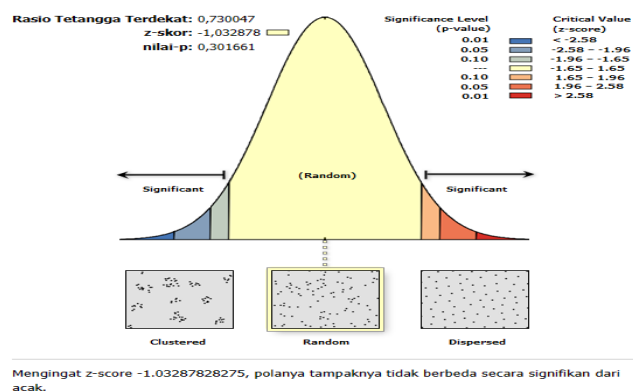 Rasio Tetangga Terdekat: 0,730047
z-skor: -1,032878
nilai-p: 0,301661
Significance Level
(p-value)
Critical Value
(z-score)
0.01 < -2.58
0.05 -2.58 – -1.96
0.10 -1.96 – -1.65
--- -1.65 – 1.65
0.10 1.65 – 1.96
0.05 1.96 – 2.58
0.01 > 2.58
(Random)
Significant
Significant
Clustered
Random
Dispersed
Mengingat z-score -1.03287828275, polanya tampaknya tidak berbeda secara signifikan dari
acak.